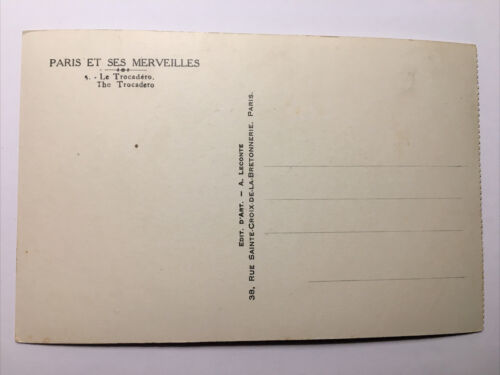 PARIS ET SES MERVEILLES
5. - Le Trocadéro.
The Trocadero
EDIT. D'ART. — A. LECONTE
38, RUE SAINTE-CROIX-DE-LA-BRETONNERIE, PARIS.